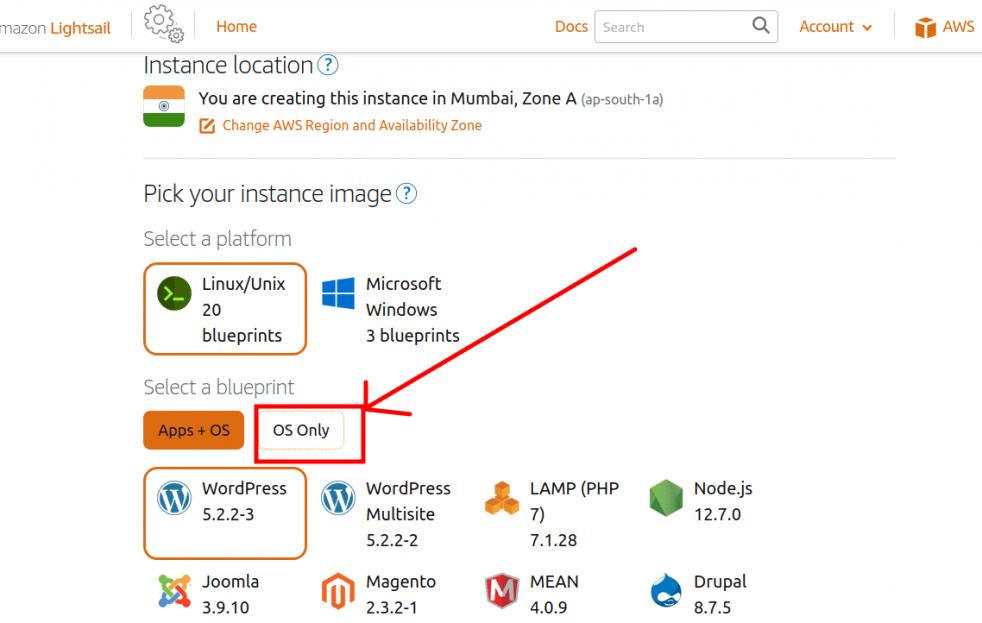 mazon Lightsail
Home
Docs
Search
Account
AWS
Instance location ?
You are creating this instance in Mumbai, Zone A (ap-south-1a)
Change AWS Region and Availability Zone
Pick your instance image ?
Select a platform
Linux/Unix
20
blueprints
Microsoft
Windows
3 blueprints
Select a blueprint
Apps + OS
OS Only
WordPress
5.2.2-3
WordPress
Multisite
5.2.2-2
LAMP (PHP
7)
7.1.28
Node.js
12.7.0
Joomla
3.9.10
Magento
2.3.2-1
MEAN
4.0.9
Drupal
8.7.5